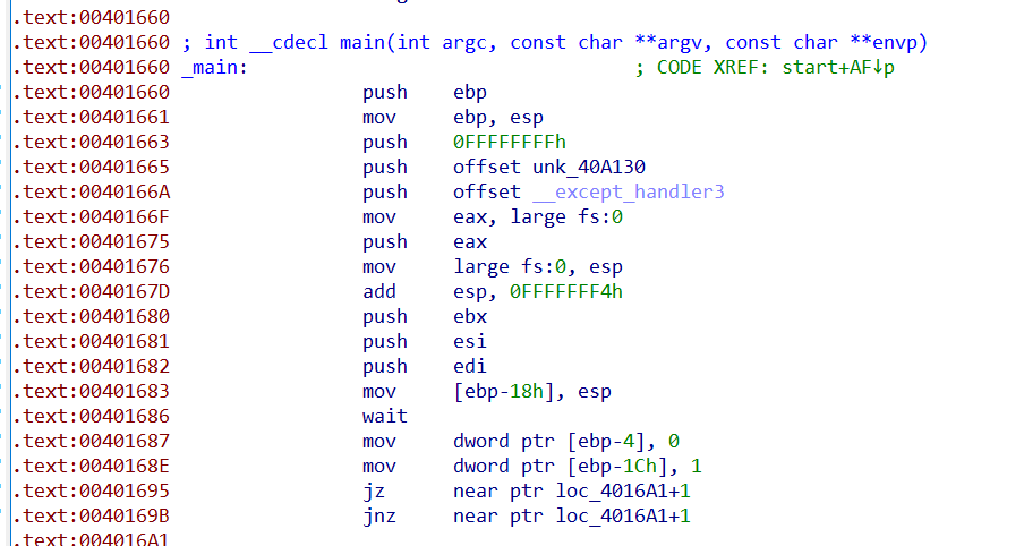 .text:00401660
.text:00401660 ; int __cdecl main(int argc, const char **argv, const char **envp)
.text:00401660 _main: ; CODE XREF: start+AF↓p
.text:00401660 push ebp
.text:00401661 mov ebp, esp
.text:00401663 push 0FFFFFFFFh
.text:00401665 push offset unk_40A130
.text:0040166A push offset __except_handler3
.text:0040166F mov eax, large fs:0
.text:00401675 push eax
.text:00401676 mov large fs:0, esp
.text:0040167D add esp, 0FFFFFFF4h
.text:00401680 push ebx
.text:00401681 push esi
.text:00401682 push edi
.text:00401683 mov [ebp-18h], esp
.text:00401686 wait
.text:00401687 mov dword ptr [ebp-4], 0
.text:0040168E mov dword ptr [ebp-1Ch], 1
.text:00401695 jz near ptr loc_4016A1+1
.text:0040169B jnz near ptr loc_4016A1+1
.text:004016A1